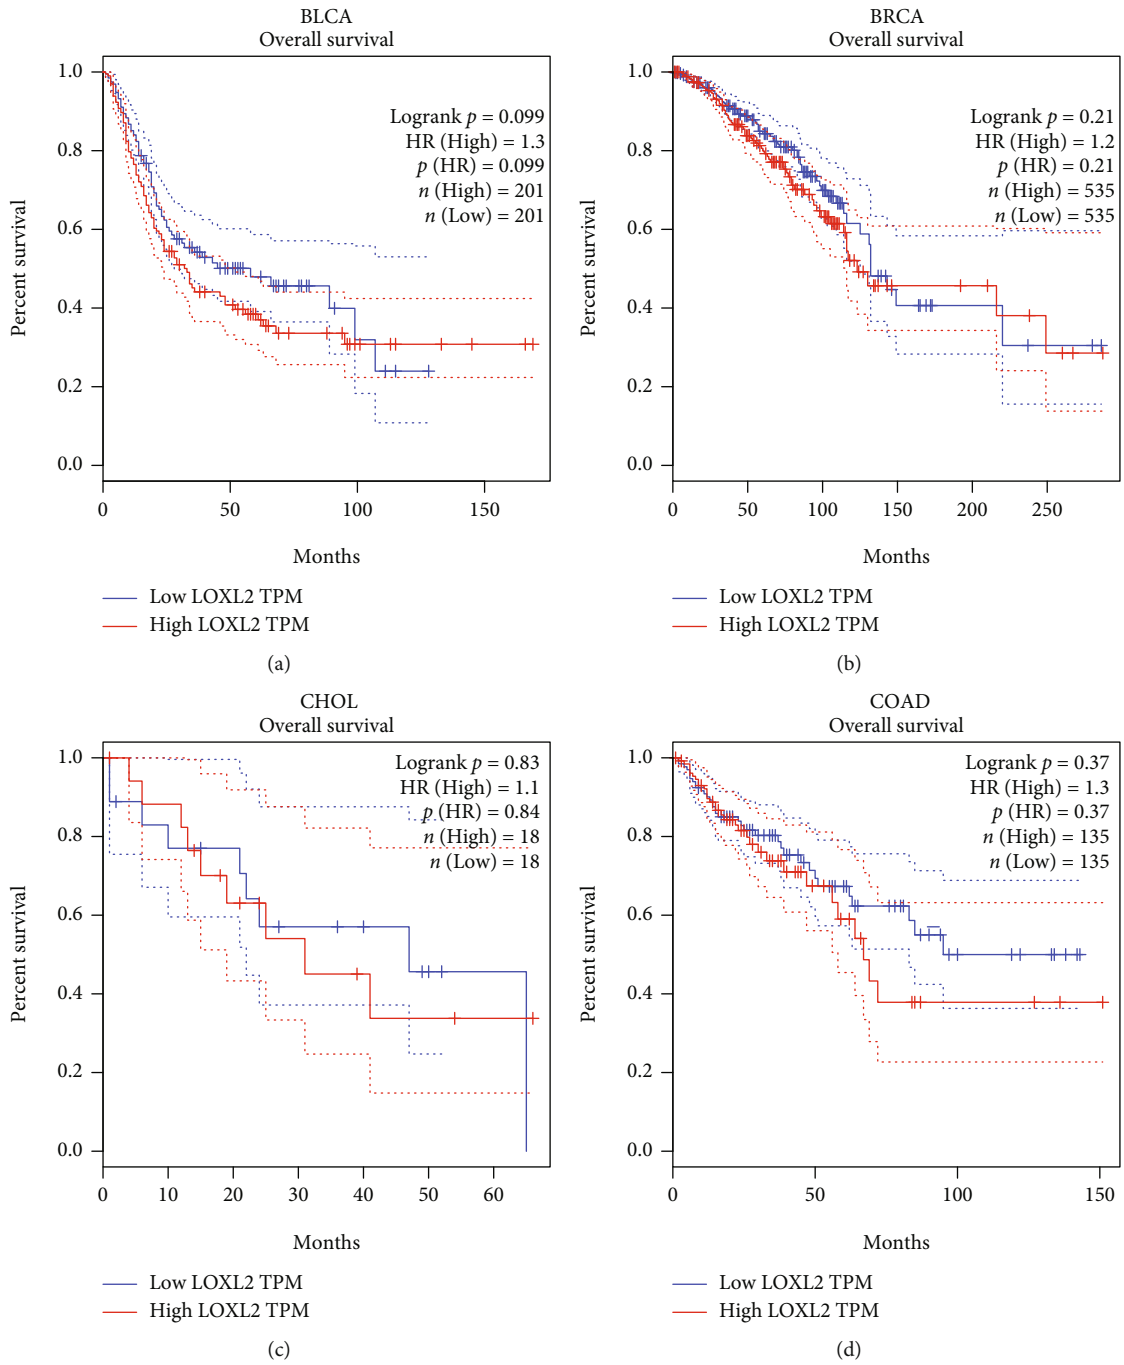 BLCA
Overall survival
Logrank p = 0.099
HR (High) = 1.3
p (HR) = 0.099
n (High) = 201
n (Low) = 201
Percent survival
1.0
0.8
0.6
0.4
0.2
0.0
0 50 100 150
Months
Low LOXL2 TPM
High LOXL2 TPM
(a)
BRCA
Overall survival
Logrank p = 0.21
HR (High) = 1.2
p (HR) = 0.21
n (High) = 535
n (Low) = 535
Percent survival
1.0
0.8
0.6
0.4
0.2
0.0
0 50 100 150 200 250
Months
Low LOXL2 TPM
High LOXL2 TPM
(b)
CHOL
Overall survival
Logrank p = 0.83
HR (High) = 1.1
p (HR) = 0.84
n (High) = 18
n (Low) = 18
Percent survival
1.0
0.8
0.6
0.4
0.2
0.0
0 10 20 30 40 50 60
Months
Low LOXL2 TPM
High LOXL2 TPM
(c)
COAD
Overall survival
Logrank p = 0.37
HR (High) = 1.3
p (HR) = 0.37
n (High) = 135
n (Low) = 135
Percent survival
1.0
0.8
0.6
0.4
0.2
0.0
0 50 100 150
Months
Low LOXL2 TPM
High LOXL2 TPM
(d)